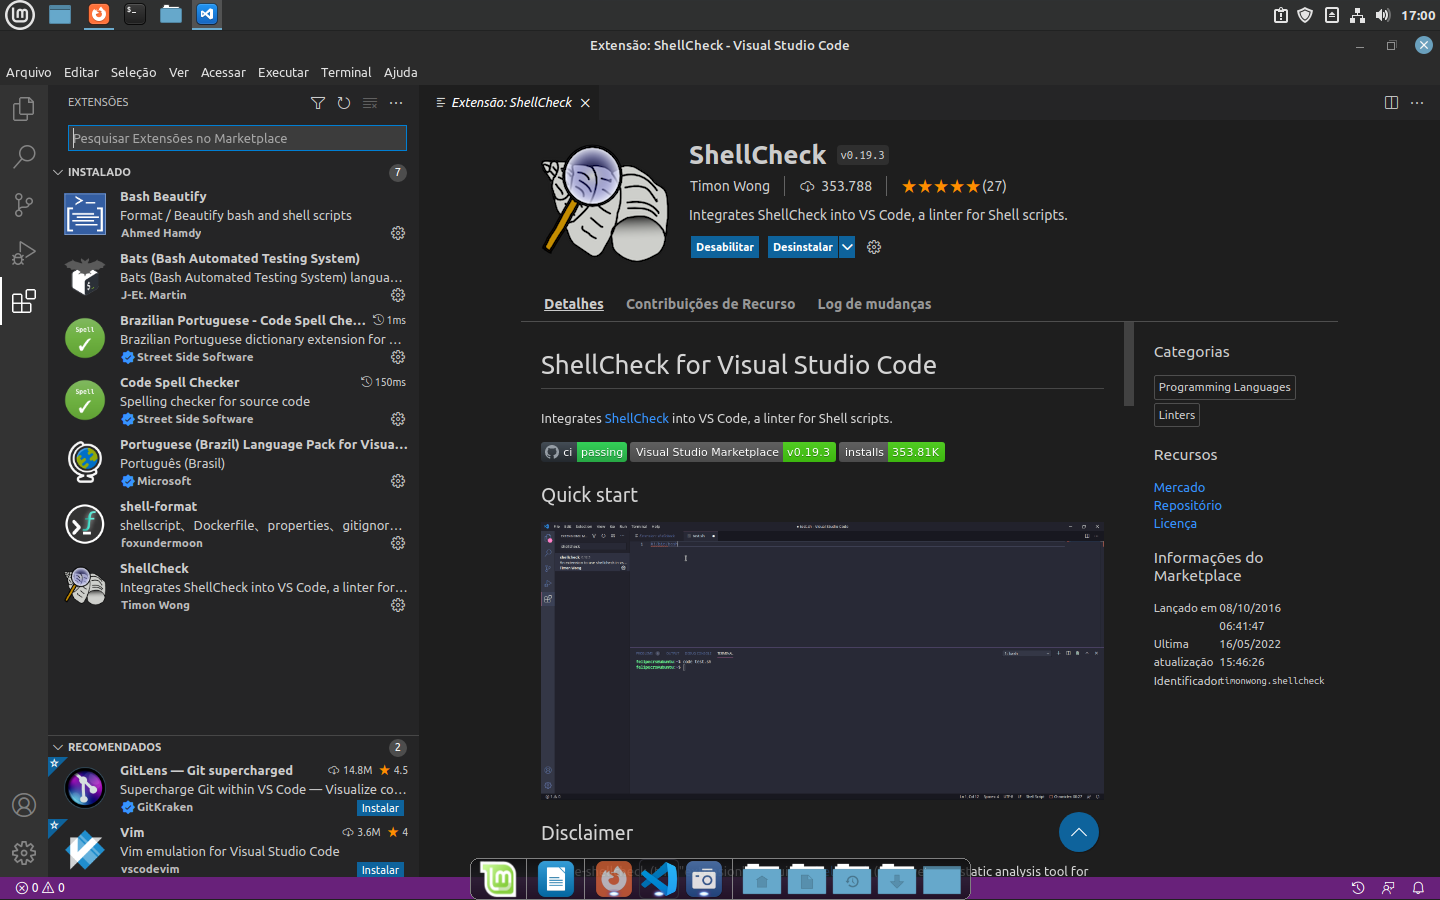 17:00
Extensão: ShellCheck - Visual Studio Code
Arquivo Editar Seleção Ver Acessar Executar Terminal Ajuda
EXTENSÕES
Pesquisar Extensões no Marketplace
INSTALADO 7
Bash Beautify
Format / Beautify bash and shell scripts
Ahmed Hamdy
Bats (Bash Automated Testing System)
Bats (Bash Automated Testing System) langua...
J-Et. Martin
Brazilian Portuguese - Code Spell Che... 1ms
Brazilian Portuguese dictionary extension for ...
Street Side Software
Code Spell Checker 150ms
Spelling checker for source code
Street Side Software
Portuguese (Brazil) Language Pack for Visua...
Português (Brasil)
Microsoft
shell-format
shellscript、Dockerfile、properties、gitignor...
foxundermoon
ShellCheck
Integrates ShellCheck into VS Code, a linter for...
Timon Wong
RECOMENDADOS 2
GitLens — Git supercharged 14.8M 4.5
Supercharge Git within VS Code — Visualize co...
GitKraken Instalar
Vim 3.6M 4
Vim emulation for Visual Studio Code
vscodevim Instalar
0 0
Extensão: ShellCheck
ShellCheck v0.19.3
Timon Wong 353.788 (27)
Integrates ShellCheck into VS Code, a linter for Shell scripts.
Desabilitar Desinstalar
Detalhes Contribuições de Recurso Log de mudanças
ShellCheck for Visual Studio Code
Integrates ShellCheck into VS Code, a linter for Shell scripts.
ci passing Visual Studio Marketplace v0.19.3 installs 353.81K
Quick start
Disclaimer
static analysis tool for
Categorias
Programming Languages
Linters
Recursos
Mercado
Repositório
Licença
Informações do
Marketplace
Lançado em 08/10/2016
06:41:47
Ultima 16/05/2022
atualização 15:46:26
Identificador timonwong.shellcheck